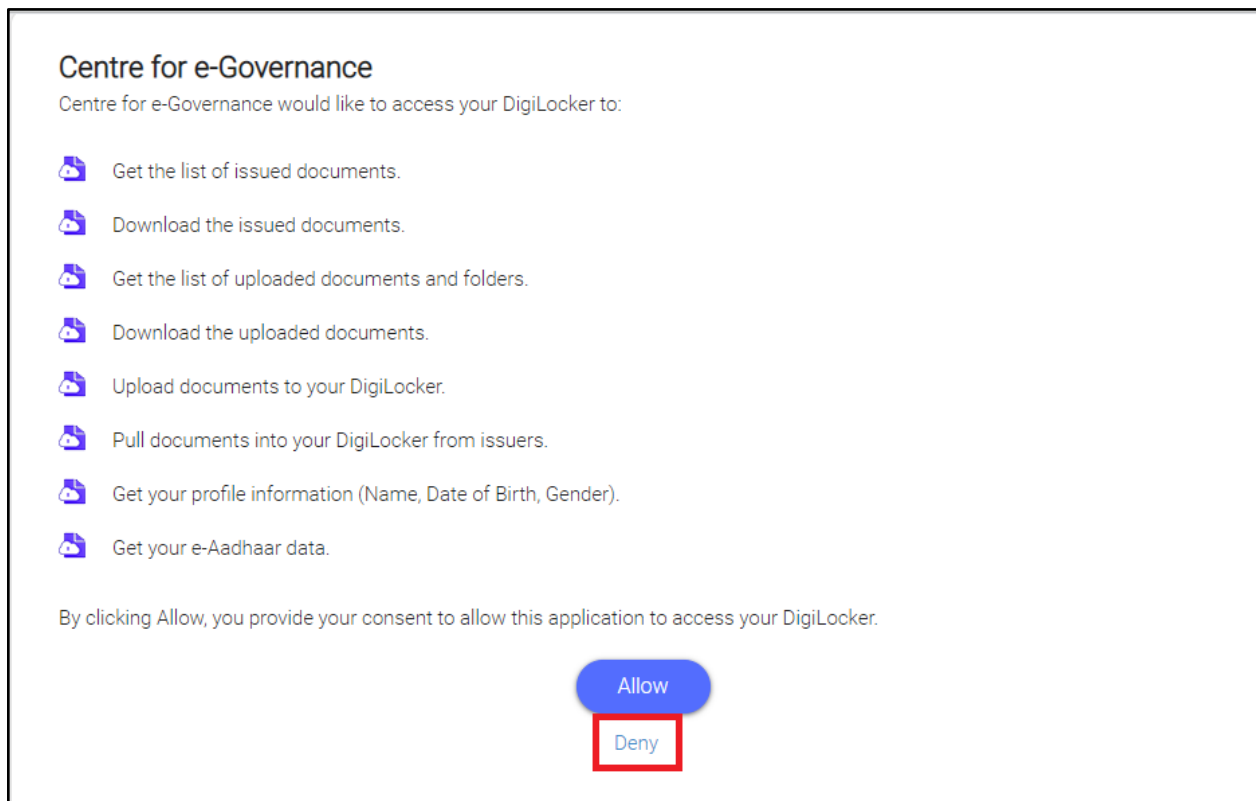 Centre for e-Governance
Centre for e-Governance would like to access your DigiLocker to:
Get the list of issued documents.
Download the issued documents.
Get the list of uploaded documents and folders.
Download the uploaded documents.
Upload documents to your DigiLocker.
Pull documents into your DigiLocker from issuers.
Get your profile information (Name, Date of Birth, Gender).
Get your e-Aadhaar data.
By clicking Allow, you provide your consent to allow this application to access your DigiLocker.
Allow
Deny